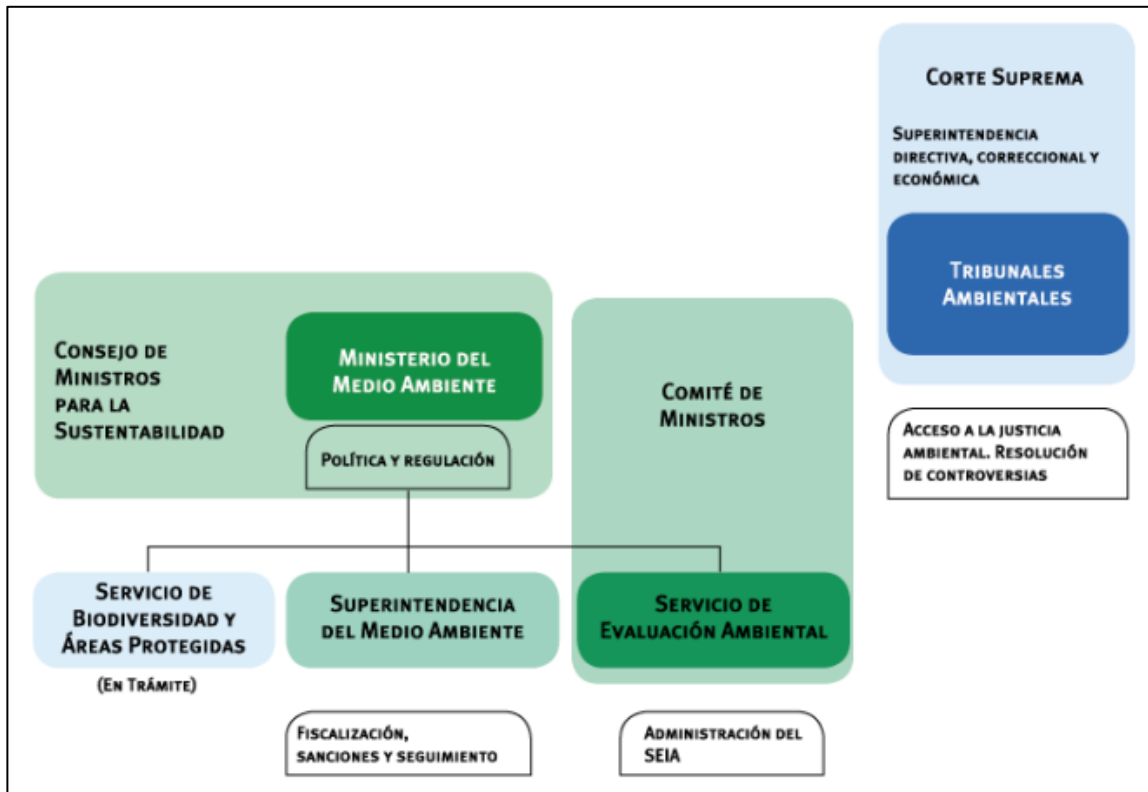 CORTE SUPREMA
SUPERINTENDENCIA
DIRECTIVA, CORRECCIONAL Y
ECONÓMICA
TRIBUNALES
AMBIENTALES
ACCESO A LA JUSTICIA
AMBIENTAL. RESOLUCIÓN
DE CONTROVERSIAS
CONSEJO DE
MINISTROS
PARA LA
SUSTENTABILIDAD
MINISTERIO DEL
MEDIO AMBIENTE
POLÍTICA Y REGULACIÓN
COMITÉ DE
MINISTROS
SERVICIO DE
BIODIVERSIDAD Y
ÁREAS PROTEGIDAS
(EN TRÁMITE)
SUPERINTENDENCIA
DEL MEDIO AMBIENTE
FISCALIZACIÓN,
SANCIONES Y SEGUIMIENTO
SERVICIO DE
EVALUACIÓN AMBIENTAL
ADMINISTRACIÓN DEL
SEIA